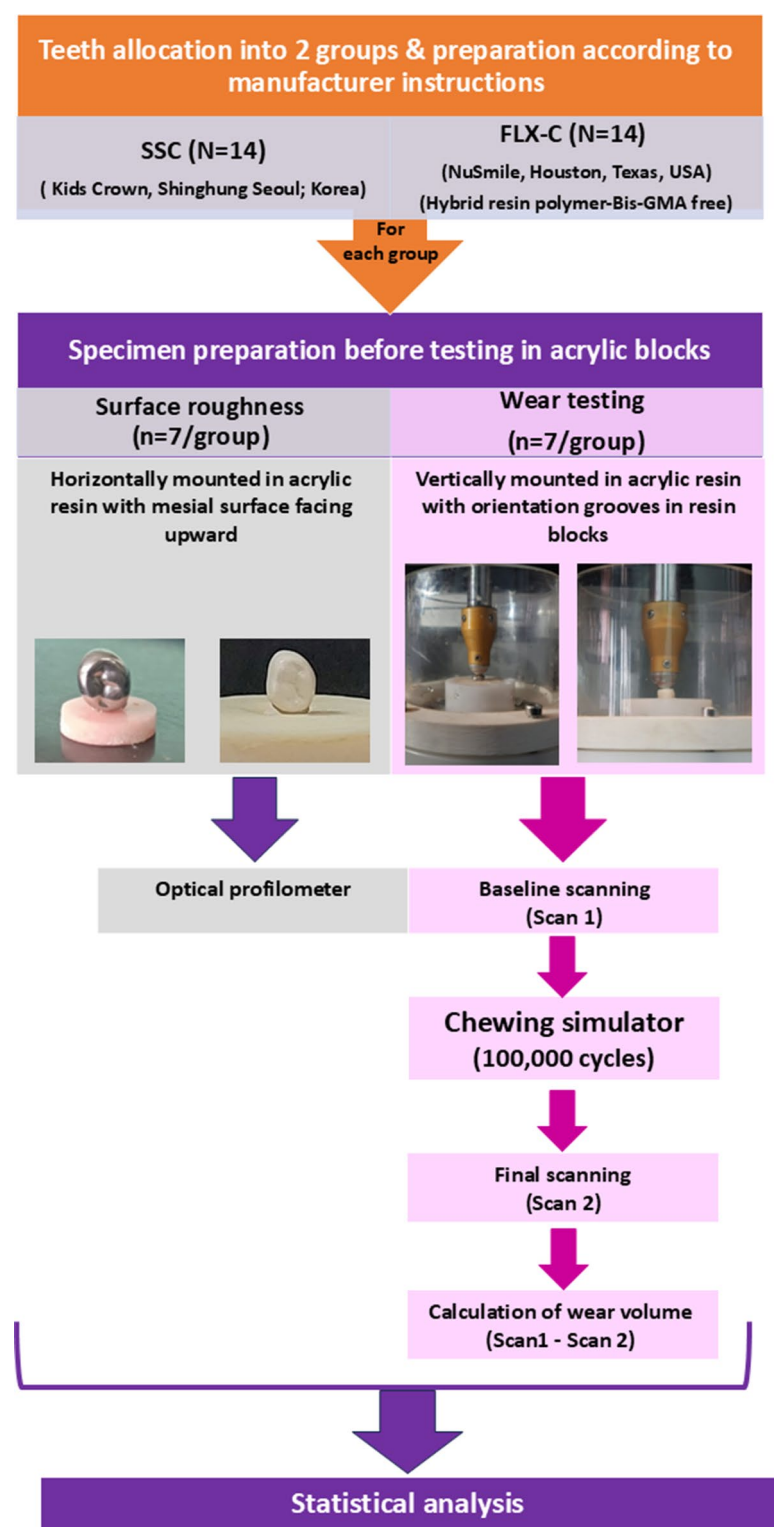 Teeth allocation into 2 groups & preparation according to
manufacturer instructions
SSC (N=14)
( Kids Crown, Shinghung Seoul; Korea)
FLX-C (N=14)
(NuSmile, Houston, Texas, USA)
(Hybrid resin polymer-Bis-GMA free)
For
each group
Specimen preparation before testing in acrylic blocks
Surface roughness
(n=7/group)
Wear testing
(n=7/group)
Horizontally mounted in acrylic
resin with mesial surface facing
upward
Vertically mounted in acrylic resin
with orientation grooves in resin
blocks
Optical profilometer
Baseline scanning
(Scan 1)
Chewing simulator
(100,000 cycles)
Final scanning
(Scan 2)
Calculation of wear volume
(Scan1 - Scan 2)
Statistical analysis